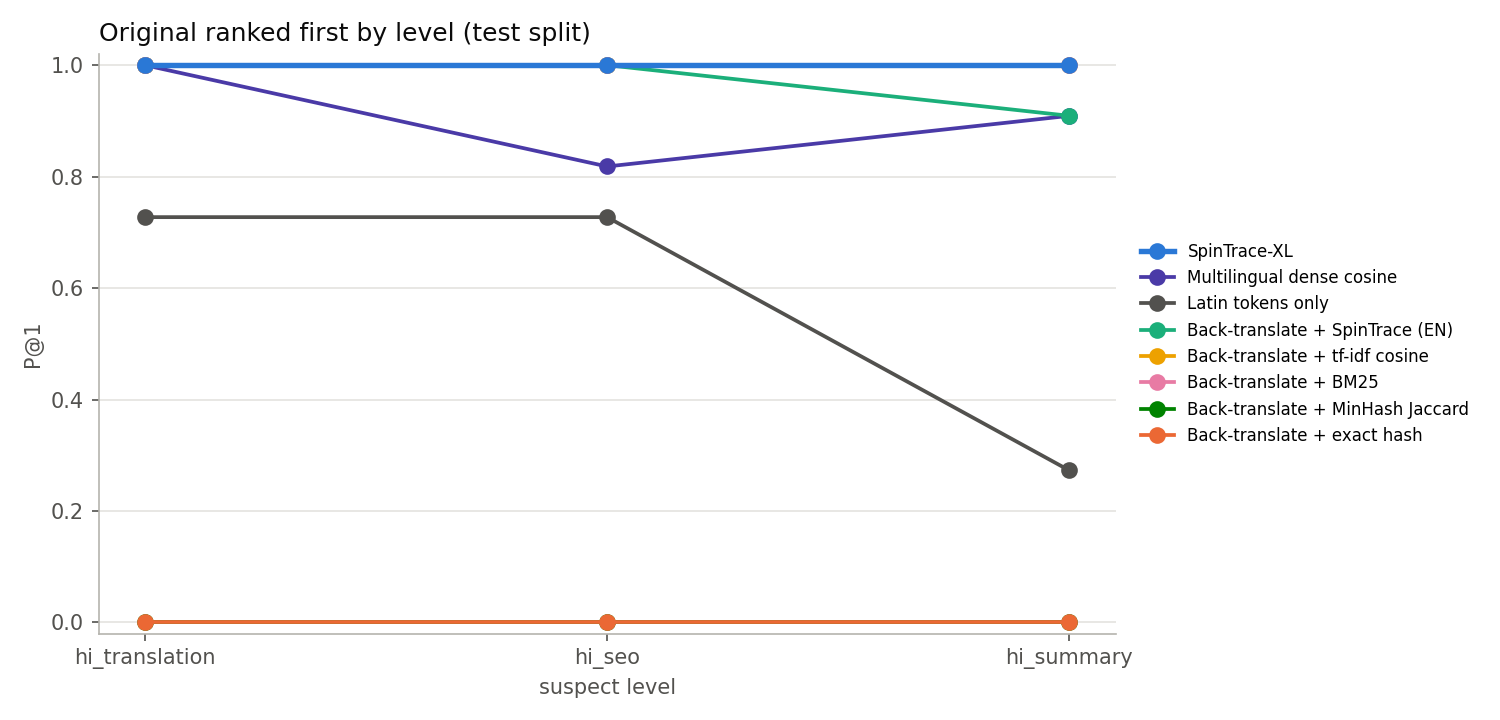 Original ranked first by level (test split)
1.0
0.8
0.6
0.4
0.2
0.0
P@1
hi_translation
hi_seo
hi_summary
suspect level
SpinTrace-XL
Multilingual dense cosine
Latin tokens only
Back-translate + SpinTrace (EN)
Back-translate + tf-idf cosine
Back-translate + BM25
Back-translate + MinHash Jaccard
Back-translate + exact hash